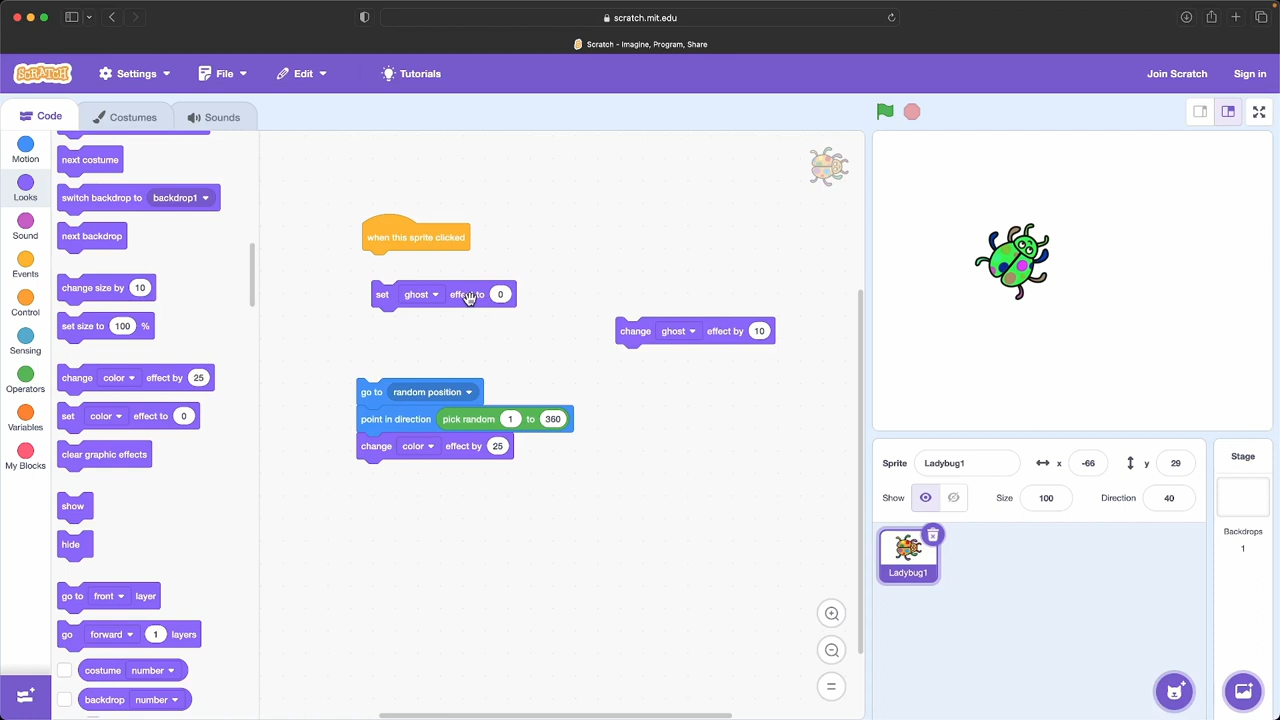 scratch.mit.edu
Scratch - Imagine, Program, Share
SCRATCH
Settings
File
Edit
Tutorials
Join Scratch
Sign in
Code
Costumes
Sounds
Motion
Looks
Sound
Events
Control
Sensing
Operators
Variables
My Blocks
next costume
switch backdrop to backdrop1
next backdrop
change size by 10
set size to 100 %
change color effect by 25
set color effect to 0
clear graphic effects
show
hide
go to front layer
go forward 1 layers
costume number
backdrop number
when this sprite clicked
set ghost effect to 0
change ghost effect by 10
go to random position
point in direction pick random 1 to 360
change color effect by 25
Sprite Ladybug1 x -66 y 29
Show Size 100 Direction 40
Ladybug1
Stage
Backdrops
1